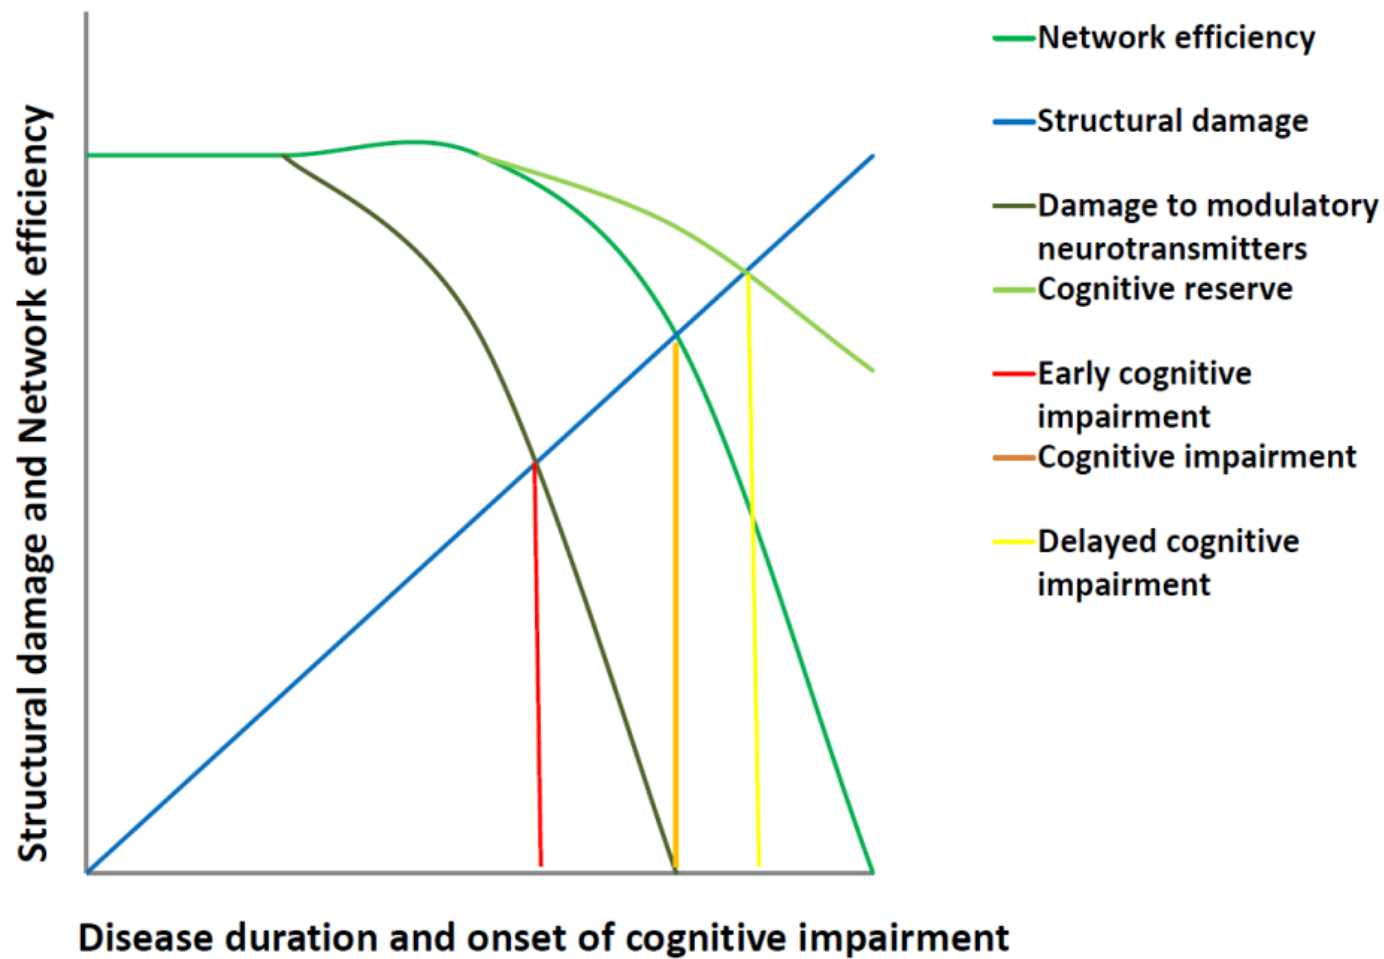 Structural damage and Network efficiency
Network efficiency
Structural damage
Damage to modulatory
neurotransmitters
Cognitive reserve
Early cognitive
impairment
Cognitive impairment
Delayed cognitive
impairment
Disease duration and onset of cognitive impairment